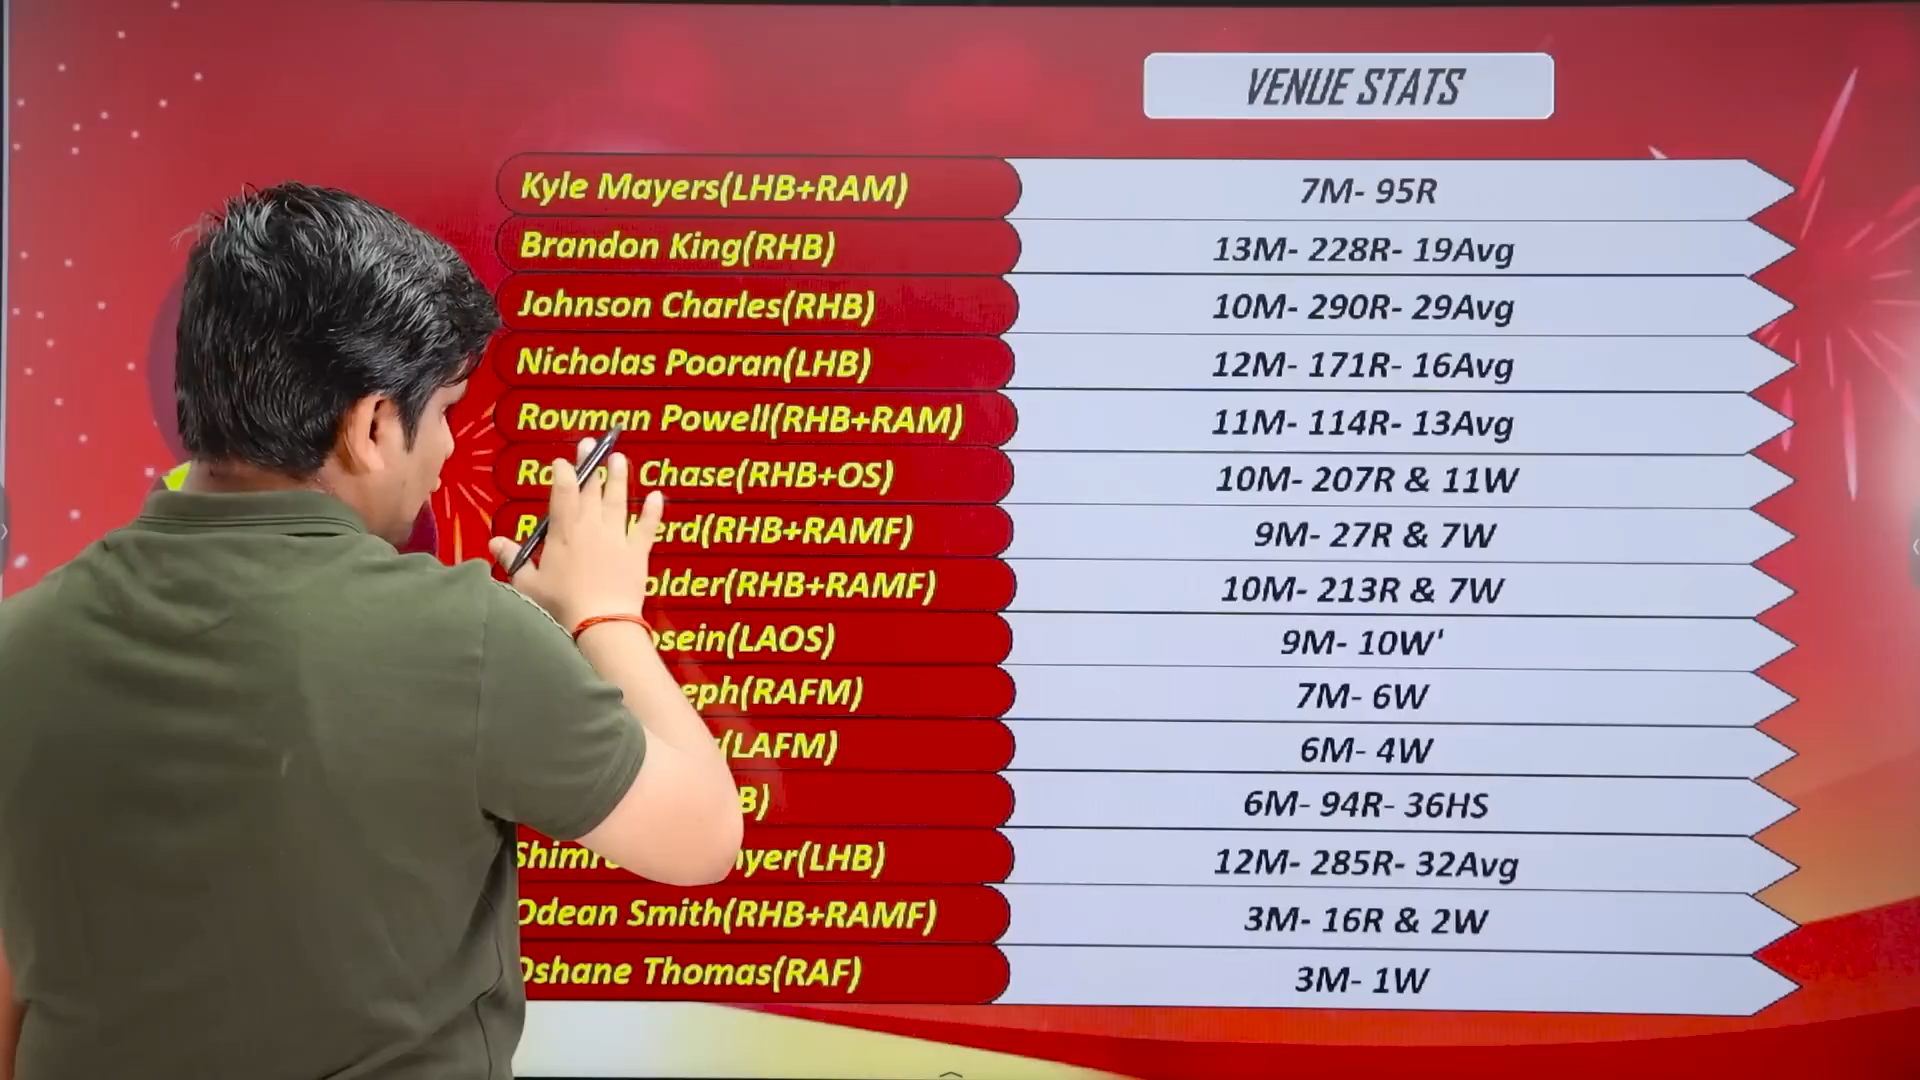 VENUE STATS
Kyle Mayers(LHB+RAM) 7M- 95R
Brandon King(RHB) 13M- 228R- 19Avg
Johnson Charles(RHB) 10M- 290R- 29Avg
Nicholas Pooran(LHB) 12M- 171R- 16Avg
Rovman Powell(RHB+RAM) 11M- 114R- 13Avg
Chase(RHB+OS) 10M- 207R & 11W
(RHB+RAMF) 9M- 27R & 7W
(RHB+RAMF) 10M- 213R & 7W
(LAOS) 9M- 10W'
(RAFM) 7M- 6W
(LAFM) 6M- 4W
6M- 94R- 36HS
(LHB) 12M- 285R- 32Avg
Odean Smith(RHB+RAMF) 3M- 16R & 2W
Oshane Thomas(RAF) 3M- 1W